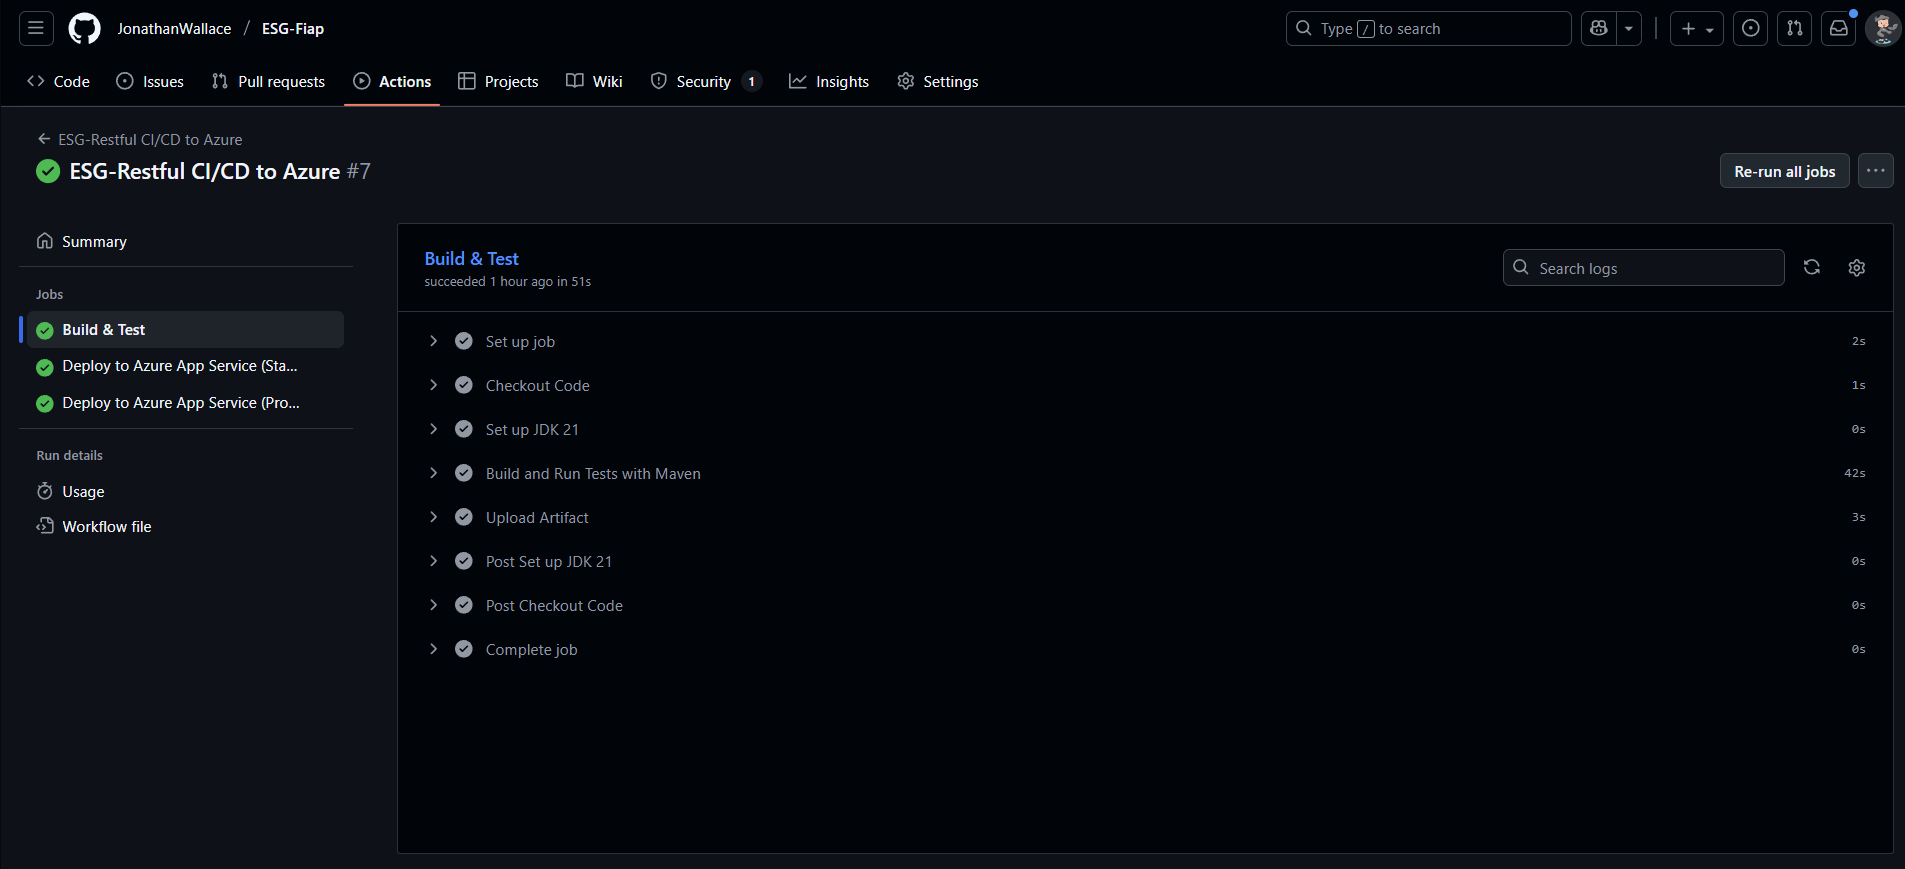 JonathanWallace / ESG-Fiap
Type / to search
Code
Issues
Pull requests
Actions
Projects
Wiki
Security 1
Insights
Settings
ESG-Restful CI/CD to Azure
ESG-Restful CI/CD to Azure #7
Re-run all jobs
Summary
Jobs
Build & Test
Deploy to Azure App Service (Sta...
Deploy to Azure App Service (Pro...
Run details
Usage
Workflow file
Build & Test
succeeded 1 hour ago in 51s
Search logs
Set up job 2s
Checkout Code 1s
Set up JDK 21 0s
Build and Run Tests with Maven 42s
Upload Artifact 3s
Post Set up JDK 21 0s
Post Checkout Code 0s
Complete job 0s